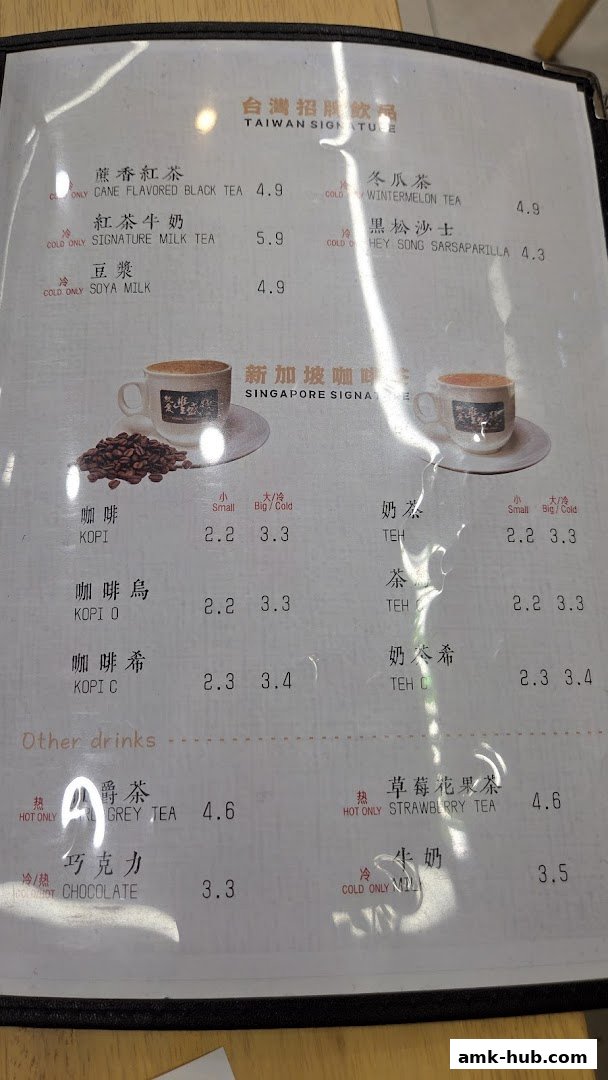 台灣招牌飲品
TAIWAN SIGNATURE
冷 COLD ONLY 蔗香紅茶
CANE FLAVORED BLACK TEA 4.9
冷 COLD ONLY 冬瓜茶
WINTERMELON TEA 4.9
冷 COLD ONLY 紅茶牛奶
SIGNATURE MILK TEA 5.9
冷 COLD ONLY 黑松沙士
HEY SONG SARSAPARILLA 4.3
冷 COLD ONLY 豆漿
SOYA MILK 4.9
新加坡咖啡
SINGAPORE SIGNATURE
小 大/冷
Small Big / Cold
咖啡
KOPI 2.2 3.3
咖啡烏
KOPI O 2.2 3.3
咖啡希
KOPI C 2.3 3.4
小 大/冷
Small Big / Cold
奶茶
TEH 2.2 3.3
茶
TEH 2.2 3.3
奶茶希
TEH C 2.3 3.4
Other drinks
热 HOT ONLY 爵茶
GREY TEA 4.6
热 HOT ONLY 草莓花果茶
STRAWBERRY TEA 4.6
冷/热 巧克力
CHOCOLATE 3.3
冷 COLD ONLY 牛奶
MILK 3.5
amk-hub.com